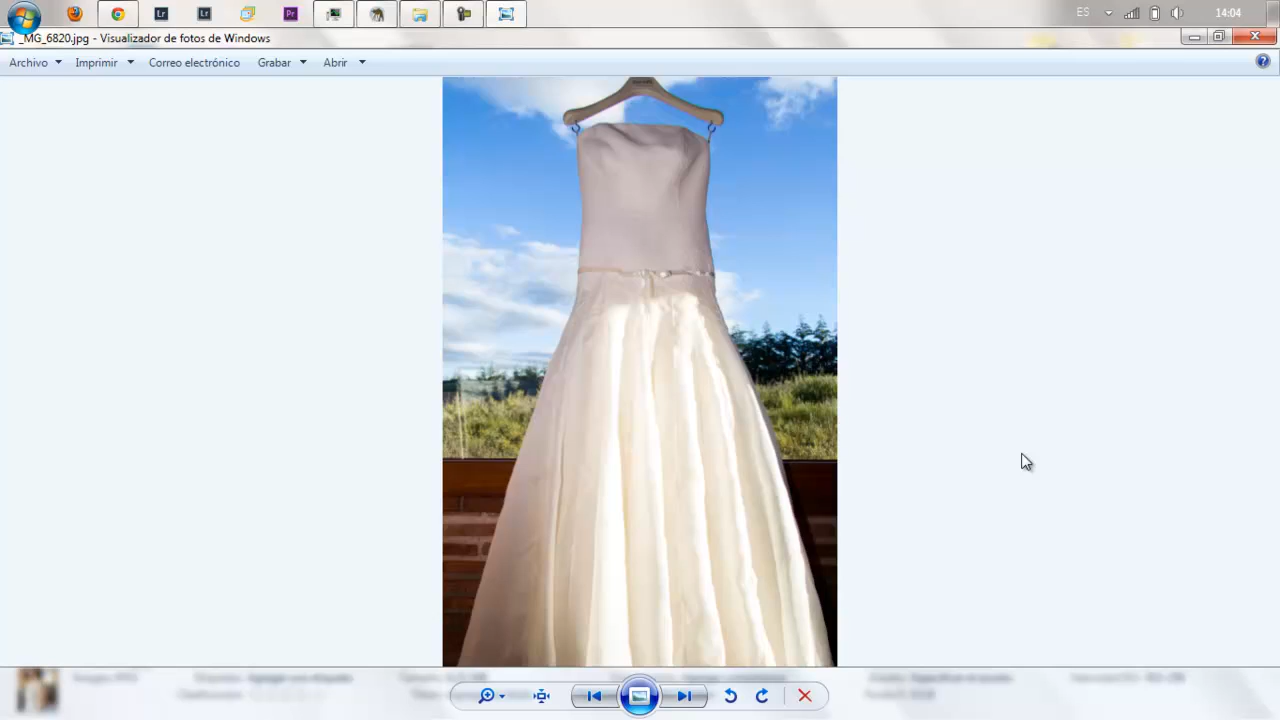 Lr
Lr
Pr
ES
14:04
_MG_6820.jpg - Visualizador de fotos de Windows
Archivo
Imprimir
Correo electrónico
Grabar
Abrir
?